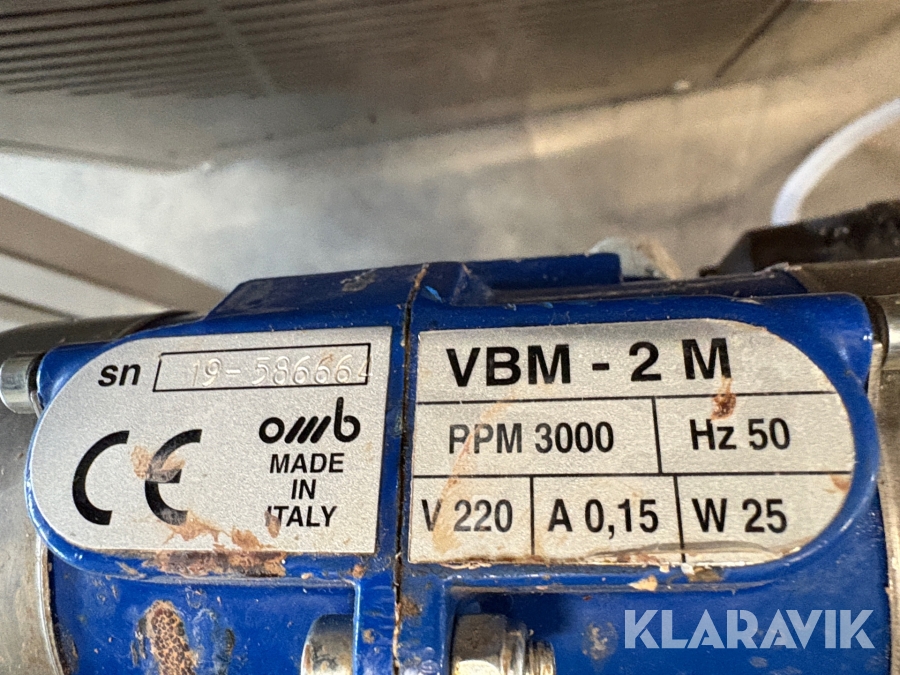 sn 19-586664
CE
omb
MADE
IN
ITALY
VBM - 2 M
RPM 3000
Hz 50
V 220
A 0,15
W 25
KLARAVIK